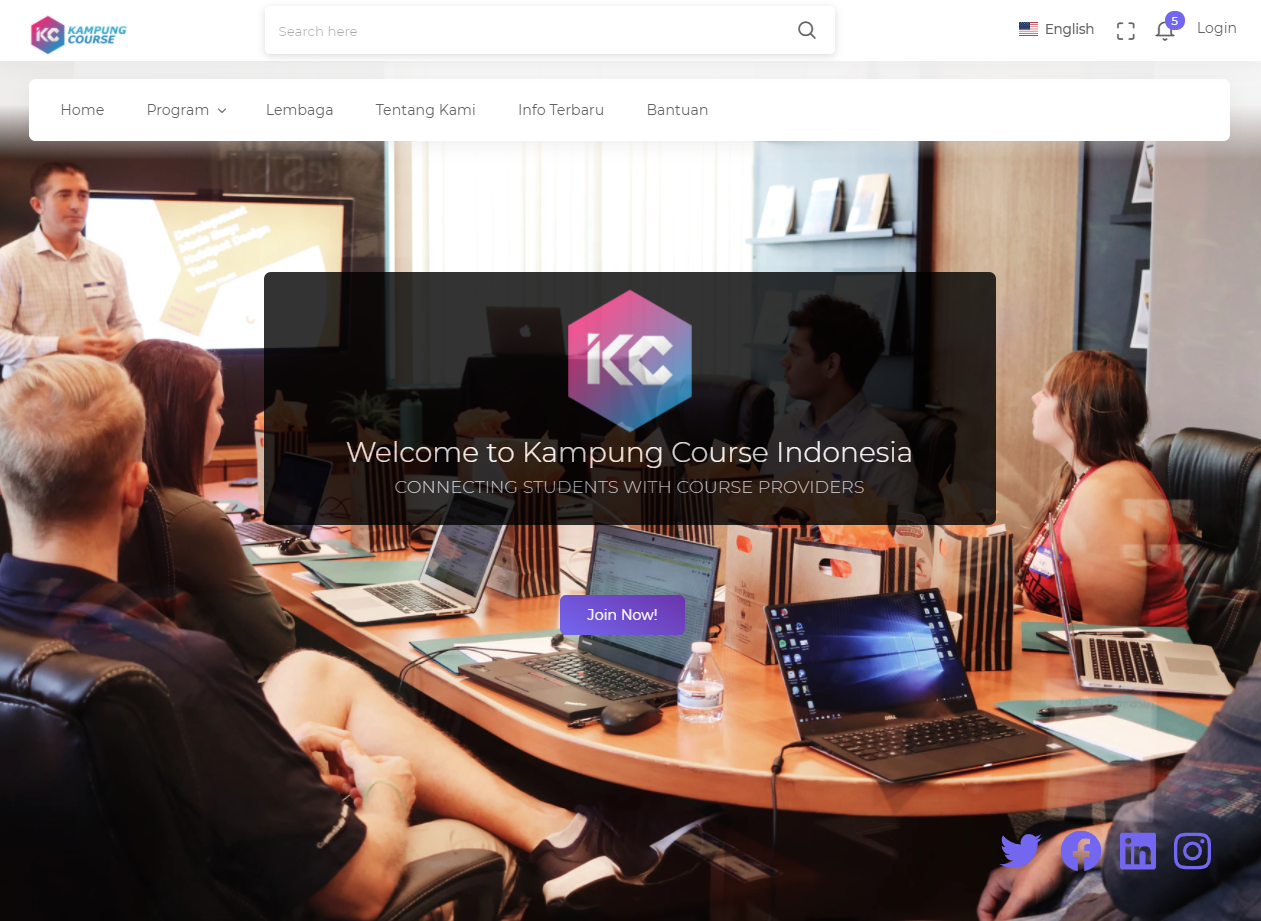 KAMPUNG
COURSE
Search here
English
5
Login
Home
Program
Lembaga
Tentang Kami
Info Terbaru
Bantuan
KC
Welcome to Kampung Course Indonesia
CONNECTING STUDENTS WITH COURSE PROVIDERS
Join Now!
DELL